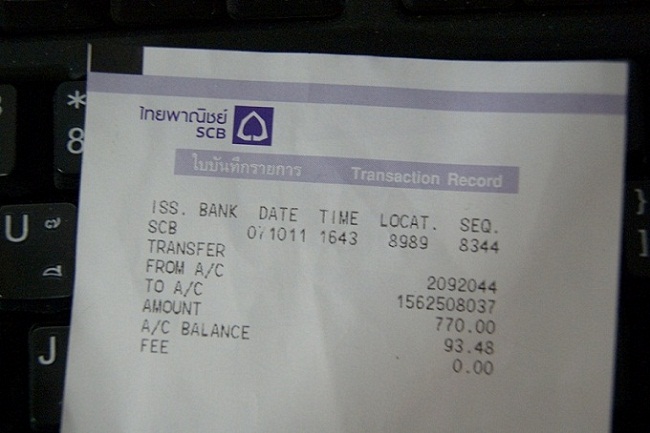 ไทยพาณิชย์
SCB
ใบบันทึกรายการ Transaction Record
ISS. BANK DATE TIME LOCAT. SEQ.
SCB 071011 1643 8989 8344
TRANSFER
FROM A/C 2092044
TO A/C 1562508037
AMOUNT 770.00
A/C BALANCE 93.48
FEE 0.00
*
8
U
J
}
]